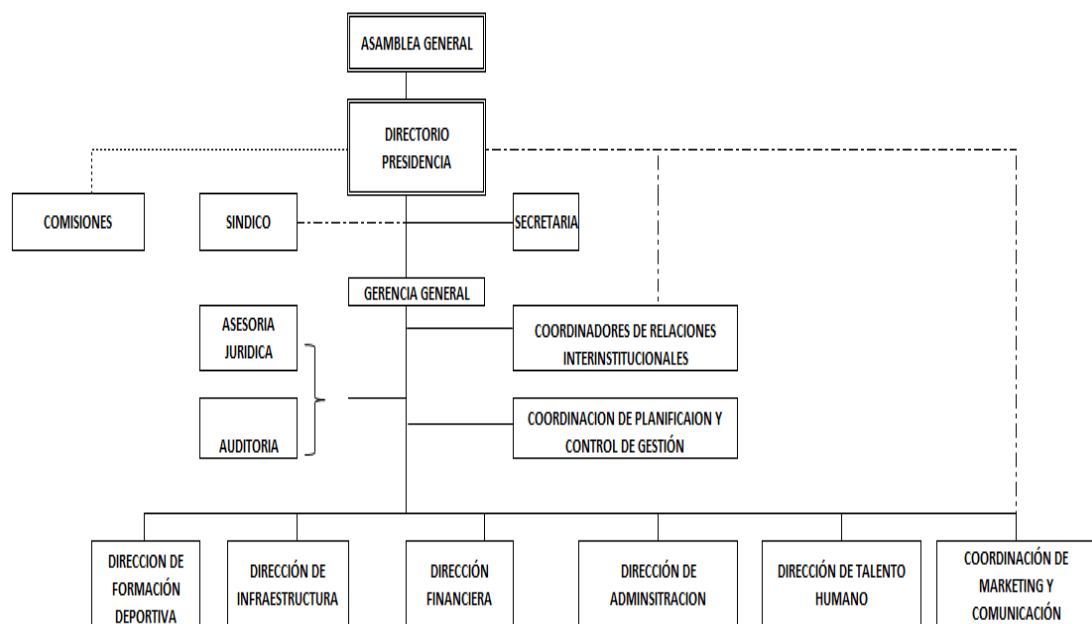 ASAMBLEA GENERAL
DIRECTORIO
PRESIDENCIA
COMISIONES
SINDICO
SECRETARIA
GERENCIA GENERAL
ASESORIA
JURIDICA
COORDINADORES DE RELACIONES
INTERINSTITUCIONALES
AUDITORIA
COORDINACION DE PLANIFICAION Y
CONTROL DE GESTIÓN
DIRECCION DE
FORMACIÓN
DEPORTIVA
DIRECCIÓN DE
INFRAESTRUCTURA
DIRECCIÓN
FINANCIERA
DIRECCIÓN DE
ADMINSITRACION
DIRECCIÓN DE TALENTO
HUMANO
COORDINACIÓN DE
MARKETING Y
COMUNICACIÓN